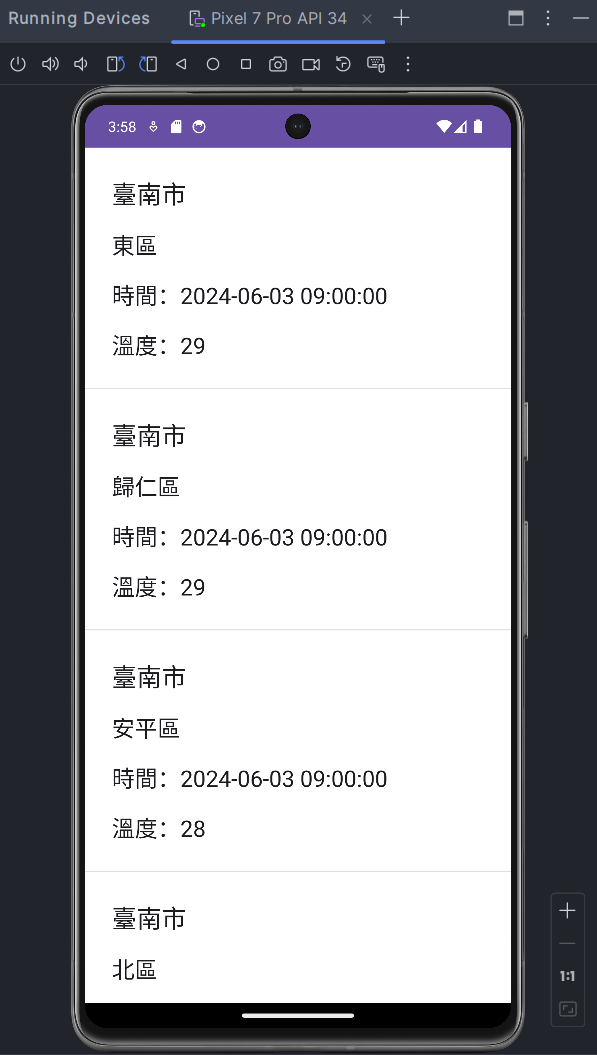 Running Devices
Pixel 7 Pro API 34
3:58
臺南市
東區
時間：2024-06-03 09:00:00
溫度：29
臺南市
歸仁區
時間：2024-06-03 09:00:00
溫度：29
臺南市
安平區
時間：2024-06-03 09:00:00
溫度：28
臺南市
北區
1:1